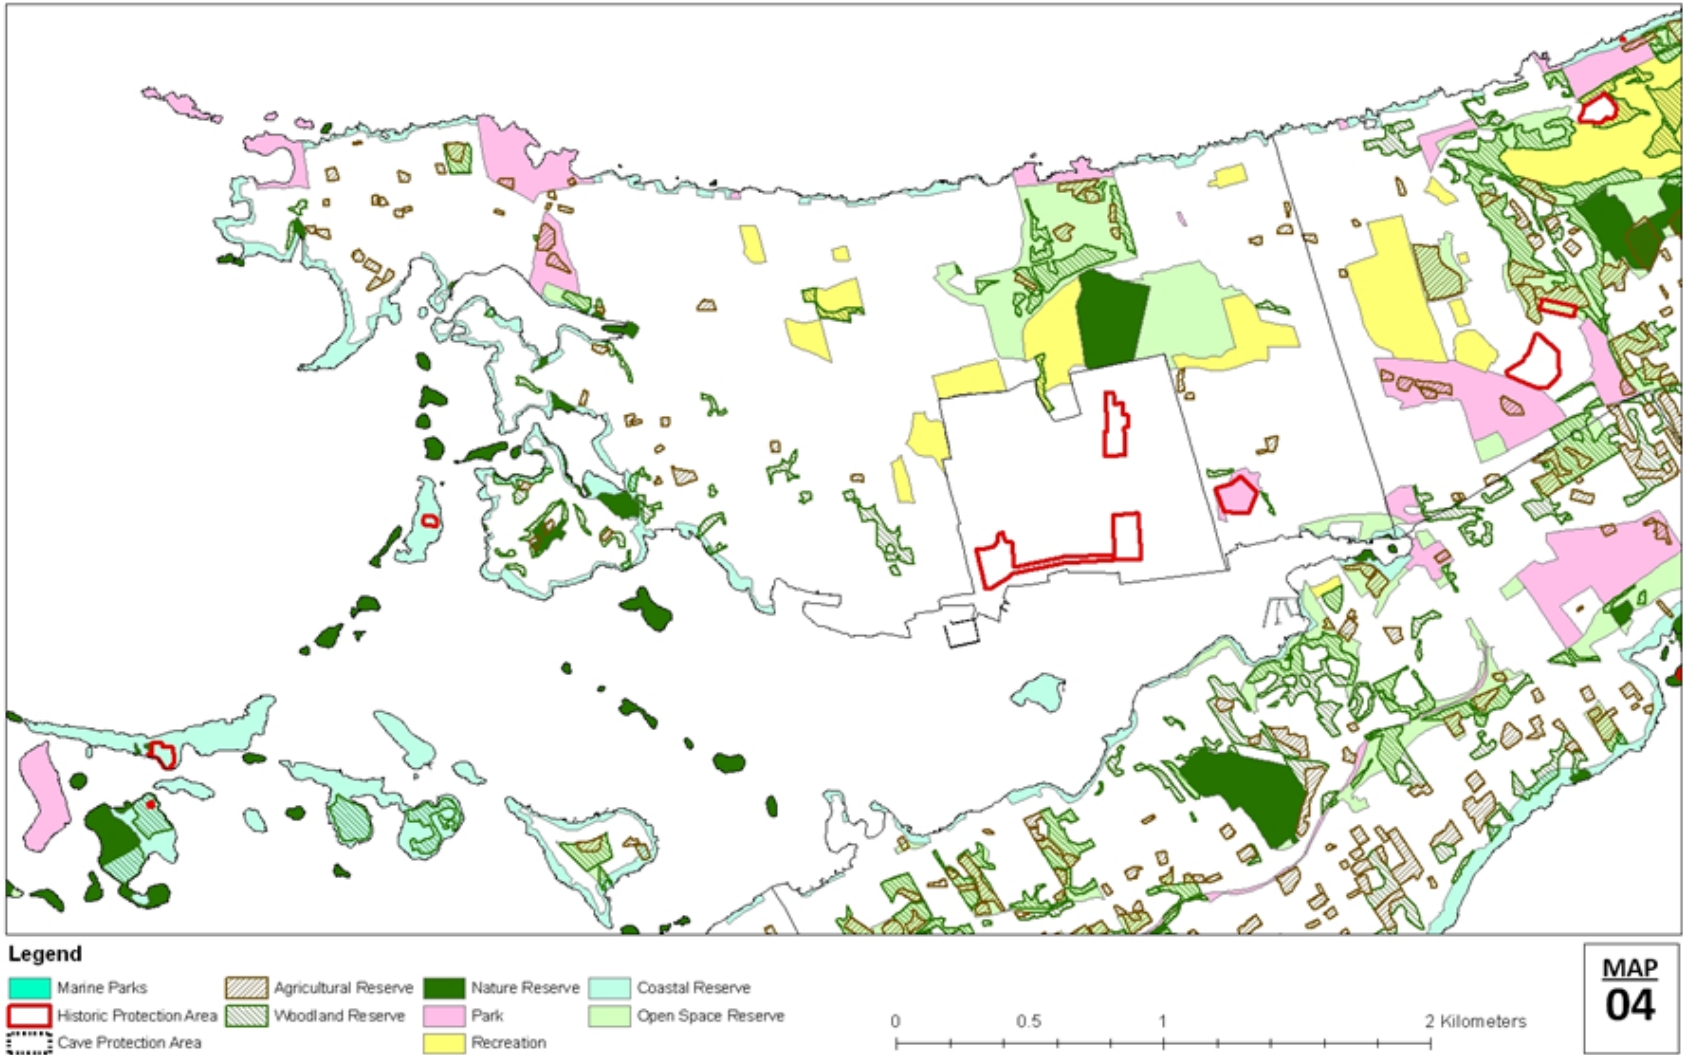 Legend
Marine Parks
Agricultural Reserve
Nature Reserve
Coastal Reserve
Historic Protection Area
Woodland Reserve
Park
Open Space Reserve
Cave Protection Area
Recreation
0 0.5 1 2 Kilometers
MAP
04